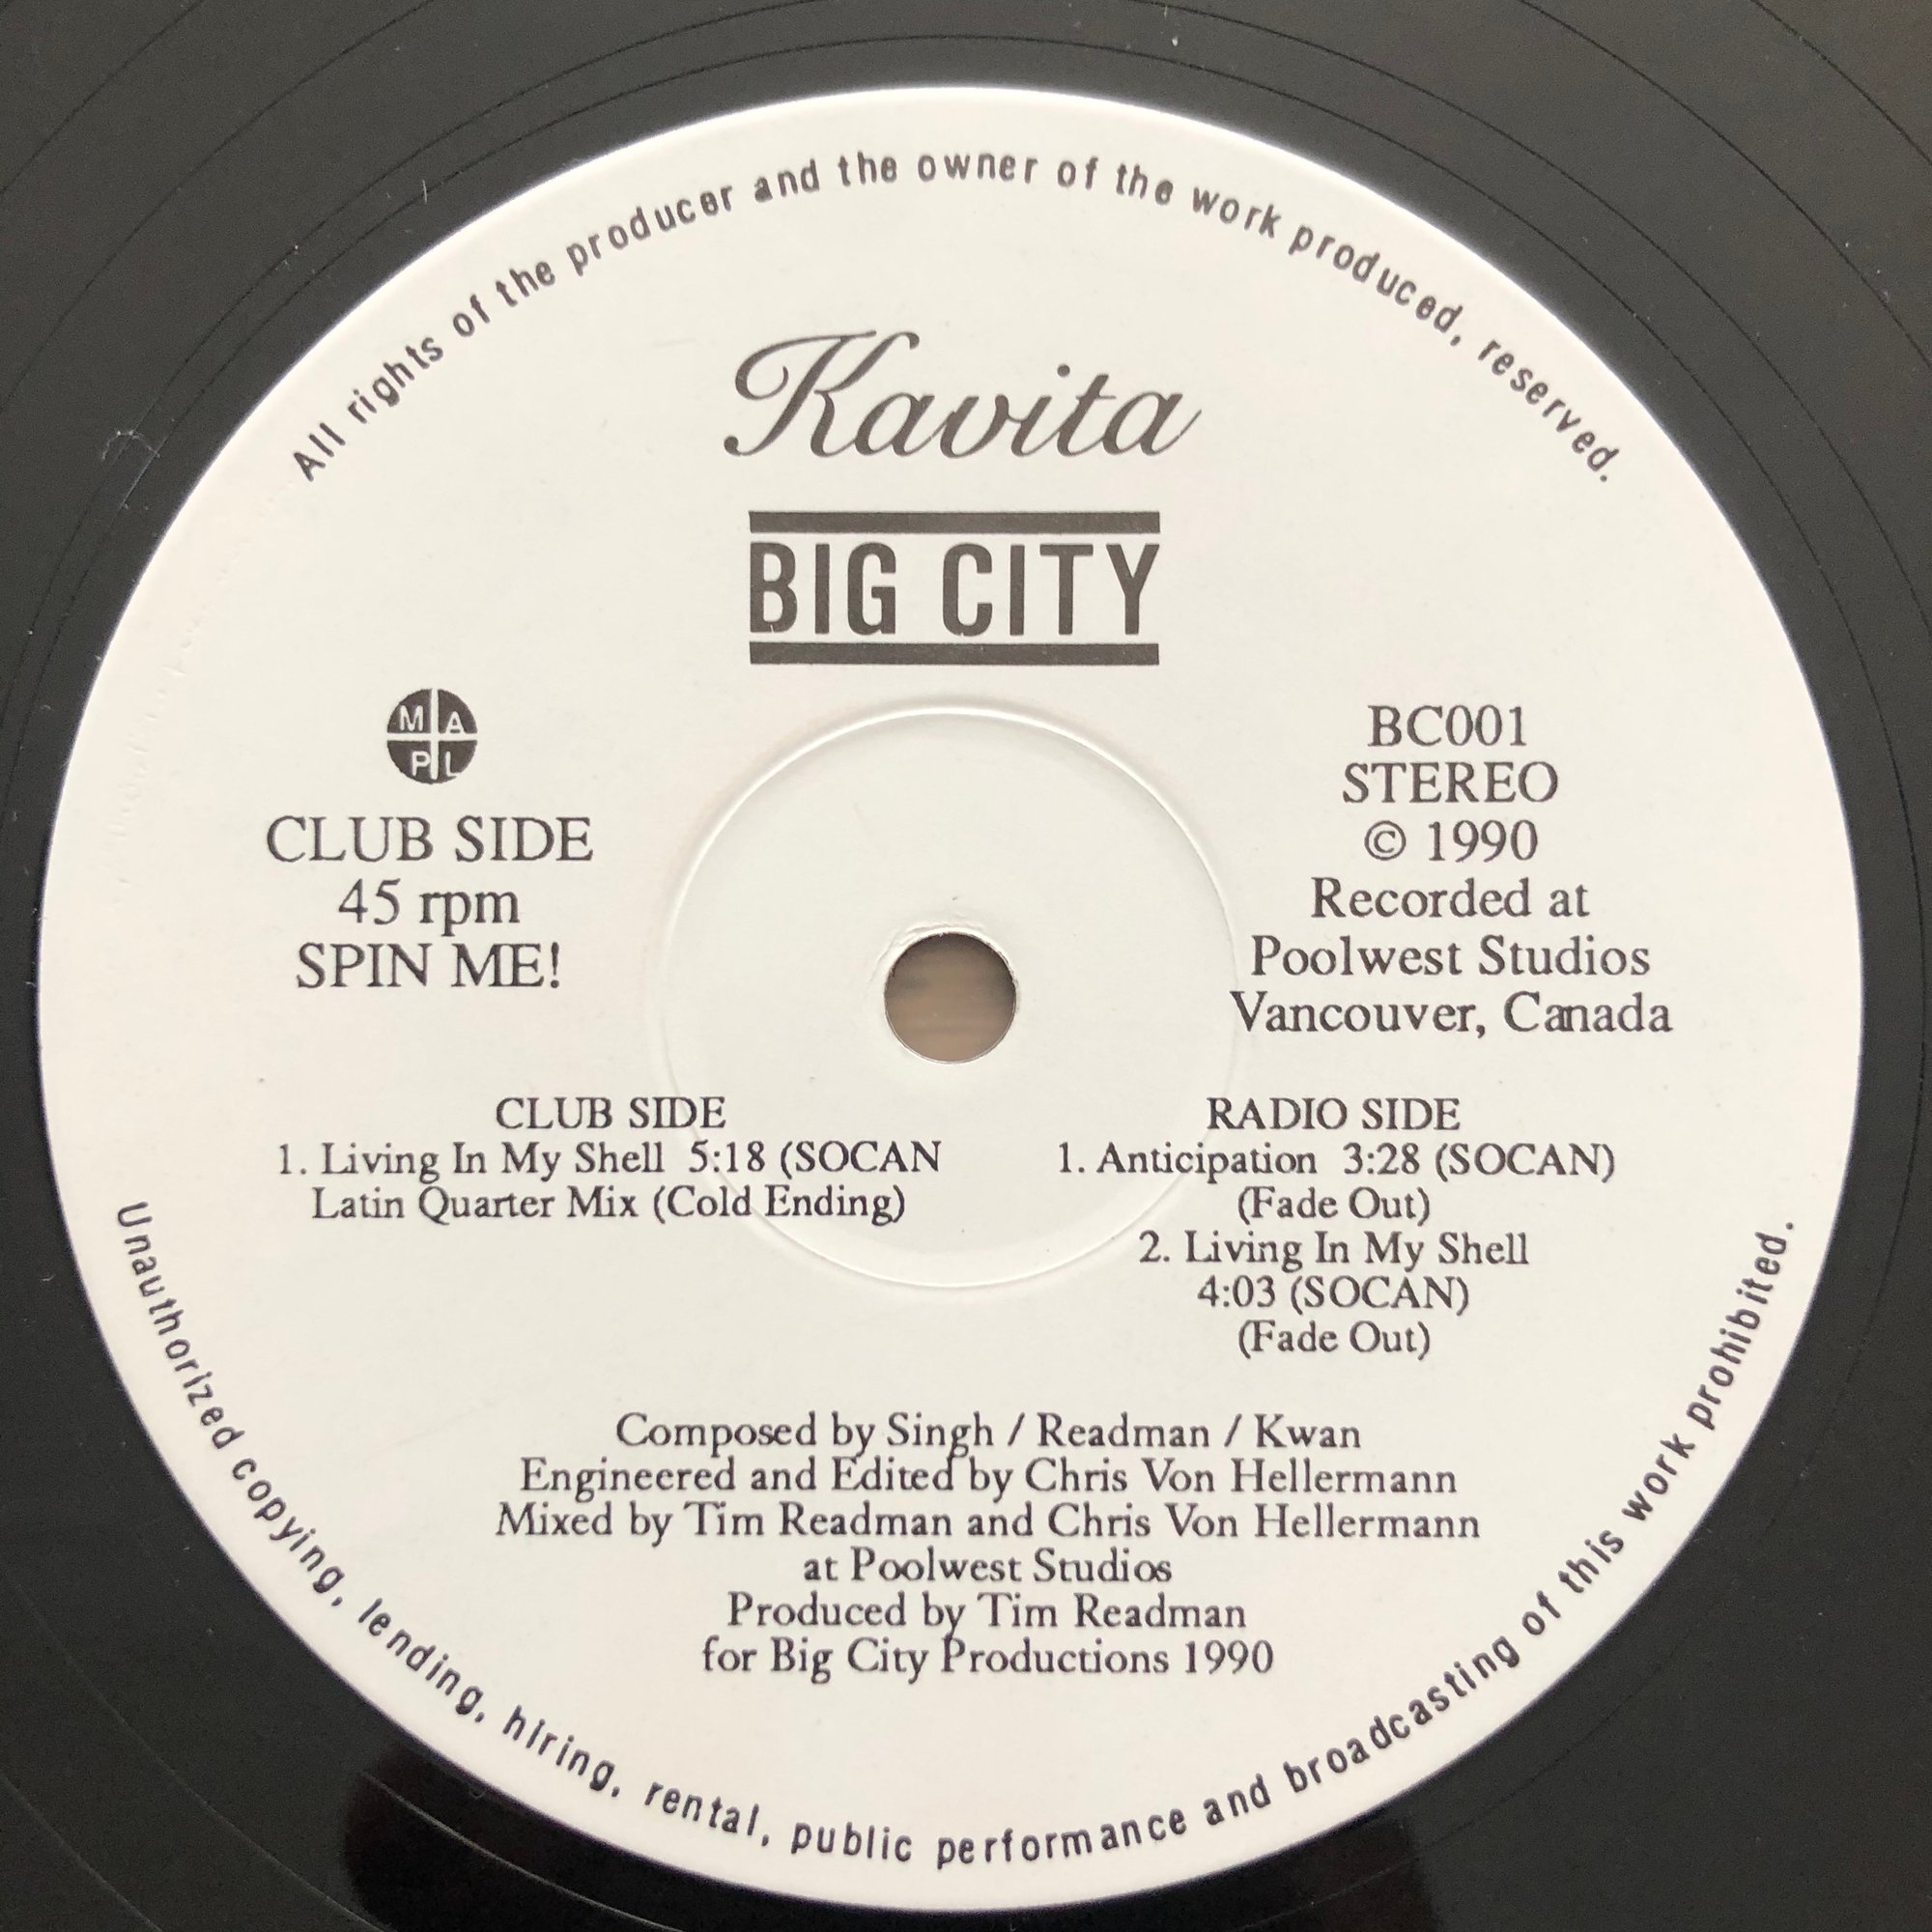 All rights of the producer and the owner of the work produced, reserved.
Kavita
BIG CITY
M A
P L
CLUB SIDE
45 rpm
SPIN ME!
BC001
STEREO
© 1990
Recorded at
Poolwest Studios
Vancouver, Canada
CLUB SIDE
1. Living In My Shell 5:18 (SOCAN
Latin Quarter Mix (Cold Ending)
RADIO SIDE
1. Anticipation 3:28 (SOCAN)
(Fade Out)
2. Living In My Shell
4:03 (SOCAN)
(Fade Out)
Composed by Singh / Readman / Kwan
Engineered and Edited by Chris Von Hellermann
Mixed by Tim Readman and Chris Von Hellermann
at Poolwest Studios
Produced by Tim Readman
for Big City Productions 1990
Unauthorized copying, lending, hiring, rental, public performance and broadcasting of this work prohibited.